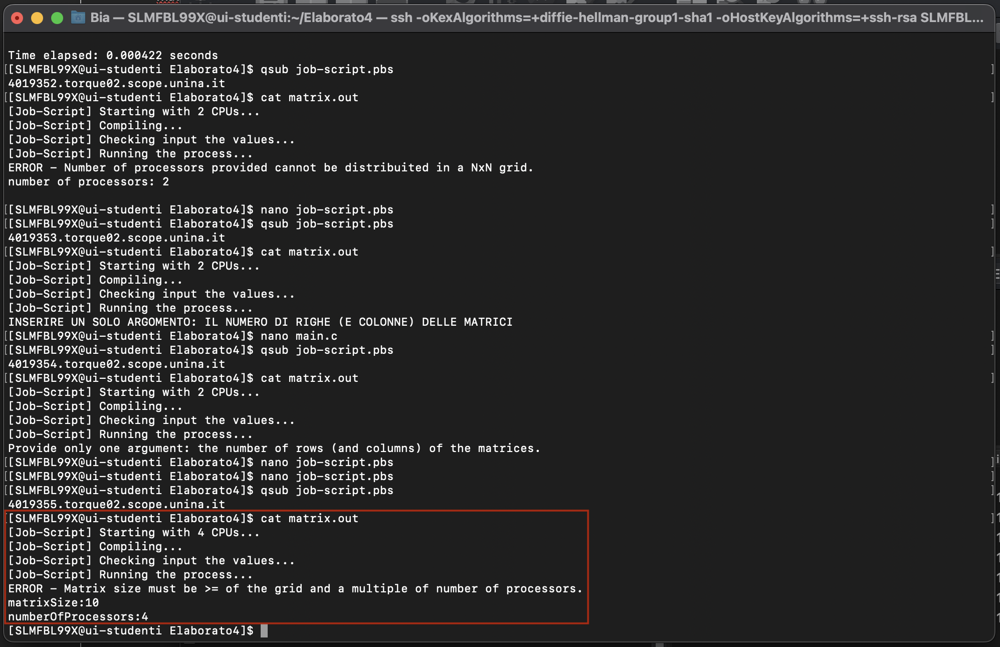 Bia — SLMFBL99X@ui-studenti:~/Elaborato4 — ssh -oKexAlgorithms=+diffie-hellman-group1-sha1 -oHostKeyAlgorithms=+ssh-rsa SLMFBL...
Time elapsed: 0.000422 seconds
[[SLMFBL99X@ui-studenti Elaborato4]$ qsub job-script.pbs ]
4019352.torque02.scope.unina.it
[[SLMFBL99X@ui-studenti Elaborato4]$ cat matrix.out ]
[Job-Script] Starting with 2 CPUs...
[Job-Script] Compiling...
[Job-Script] Checking input the values...
[Job-Script] Running the process...
ERROR - Number of processors provided cannot be distribuited in a NxN grid.
number of processors: 2
[[SLMFBL99X@ui-studenti Elaborato4]$ nano job-script.pbs ]
[[SLMFBL99X@ui-studenti Elaborato4]$ qsub job-script.pbs ]
4019353.torque02.scope.unina.it
[[SLMFBL99X@ui-studenti Elaborato4]$ cat matrix.out ]
[Job-Script] Starting with 2 CPUs...
[Job-Script] Compiling...
[Job-Script] Checking input the values...
[Job-Script] Running the process...
INSERIRE UN SOLO ARGOMENTO: IL NUMERO DI RIGHE (E COLONNE) DELLE MATRICI
[[SLMFBL99X@ui-studenti Elaborato4]$ nano main.c ]
[[SLMFBL99X@ui-studenti Elaborato4]$ qsub job-script.pbs ]
4019354.torque02.scope.unina.it
[[SLMFBL99X@ui-studenti Elaborato4]$ cat matrix.out ]
[Job-Script] Starting with 2 CPUs...
[Job-Script] Compiling...
[Job-Script] Checking input the values...
[Job-Script] Running the process...
Provide only one argument: the number of rows (and columns) of the matrices.
[[SLMFBL99X@ui-studenti Elaborato4]$ nano job-script.pbs ]
[[SLMFBL99X@ui-studenti Elaborato4]$ nano job-script.pbs ]
[[SLMFBL99X@ui-studenti Elaborato4]$ qsub job-script.pbs ]
4019355.torque02.scope.unina.it
[[SLMFBL99X@ui-studenti Elaborato4]$ cat matrix.out ]
[Job-Script] Starting with 4 CPUs...
[Job-Script] Compiling...
[Job-Script] Checking input the values...
[Job-Script] Running the process...
ERROR - Matrix size must be >= of the grid and a multiple of number of processors.
matrixSize:10
numberOfProcessors:4
[SLMFBL99X@ui-studenti Elaborato4]$